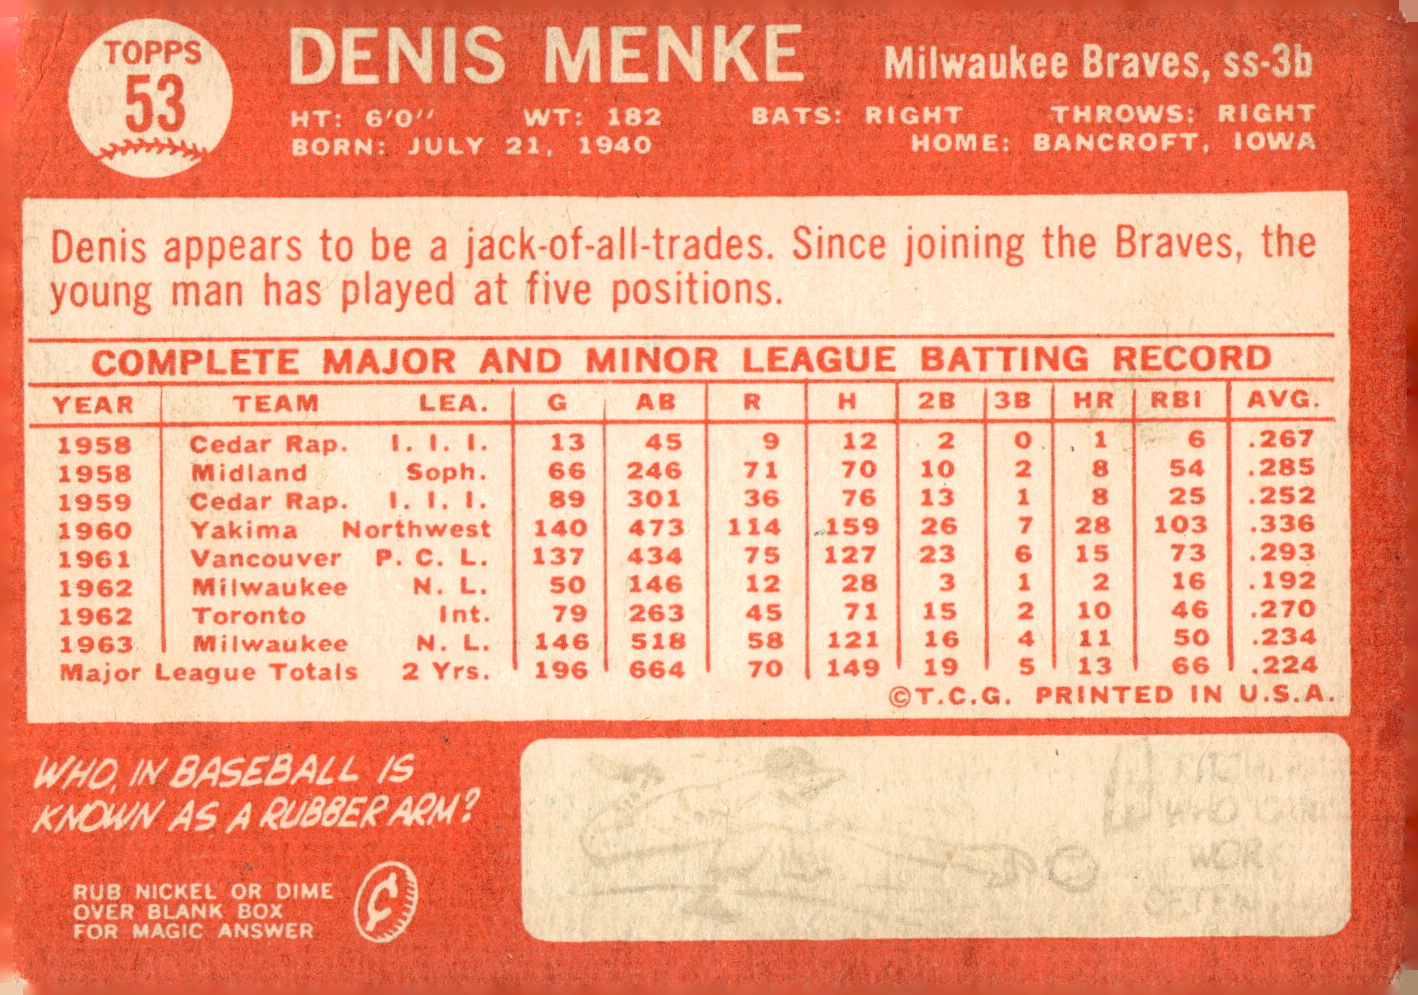 TOPPS
53
DENIS MENKE
Milwaukee Braves, ss-3b
HT: 6'0" WT: 182 BATS: RIGHT THROWS: RIGHT
BORN: JULY 21, 1940 HOME: BANCROFT, IOWA
Denis appears to be a jack-of-all-trades. Since joining the Braves, the
young man has played at five positions.
COMPLETE MAJOR AND MINOR LEAGUE BATTING RECORD
YEAR TEAM LEA. G AB R H 2B 3B HR RBI AVG.
1958 Cedar Rap. I. I. I. 13 45 9 12 2 0 1 6 .267
1958 Midland Soph. 66 246 71 70 10 2 8 54 .285
1959 Cedar Rap. I. I. I. 89 301 36 76 13 1 8 25 .252
1960 Yakima Northwest 140 473 114 159 26 7 28 103 .336
1961 Vancouver P. C. L. 137 434 75 127 23 6 15 73 .293
1962 Milwaukee N. L. 50 146 12 28 3 1 2 16 .192
1962 Toronto Int. 79 263 45 71 15 2 10 46 .270
1963 Milwaukee N. L. 146 518 58 121 16 4 11 50 .234
Major League Totals 2 Yrs. 196 664 70 149 19 5 13 66 .224
©T.C.G. PRINTED IN U.S.A.
WHO, IN BASEBALL IS
KNOWN AS A RUBBER ARM?
RUB NICKEL OR DIME
OVER BLANK BOX
FOR MAGIC ANSWER
WHO
WORK
OFTEN